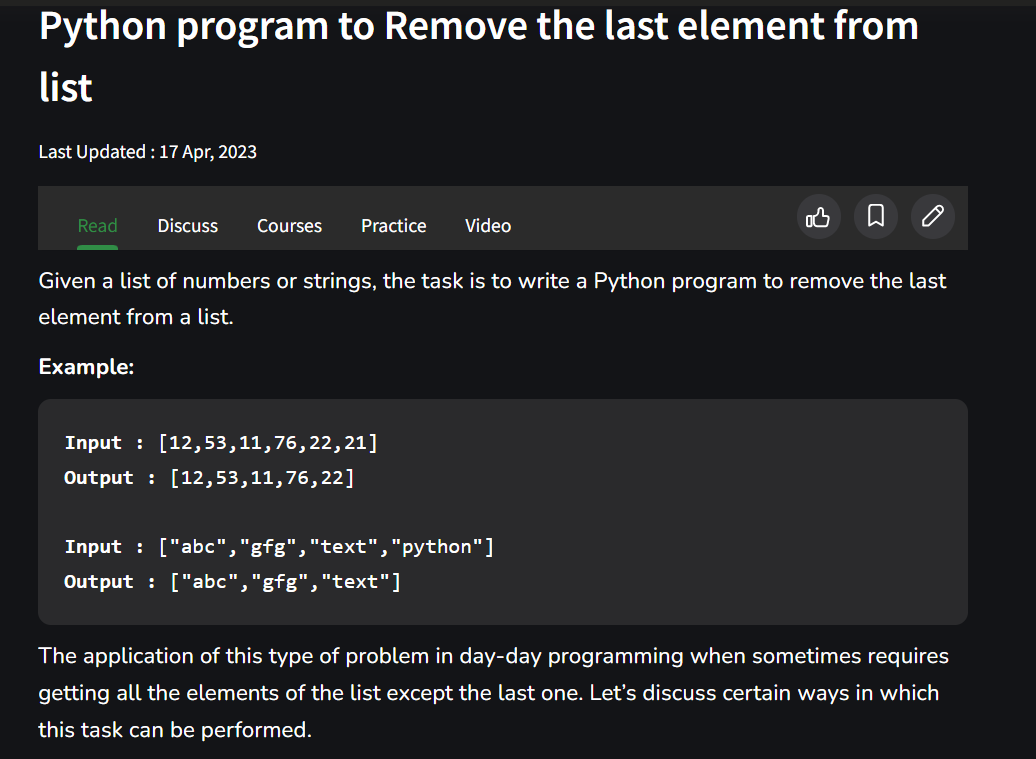 Python program to Remove the last element from
list
Last Updated : 17 Apr, 2023
Read Discuss Courses Practice Video
Given a list of numbers or strings, the task is to write a Python program to remove the last
element from a list.
Example:
Input : [12,53,11,76,22,21]
Output : [12,53,11,76,22]
Input : ["abc","gfg","text","python"]
Output : ["abc","gfg","text"]
The application of this type of problem in day-day programming when sometimes requires
getting all the elements of the list except the last one. Let’s discuss certain ways in which
this task can be performed.